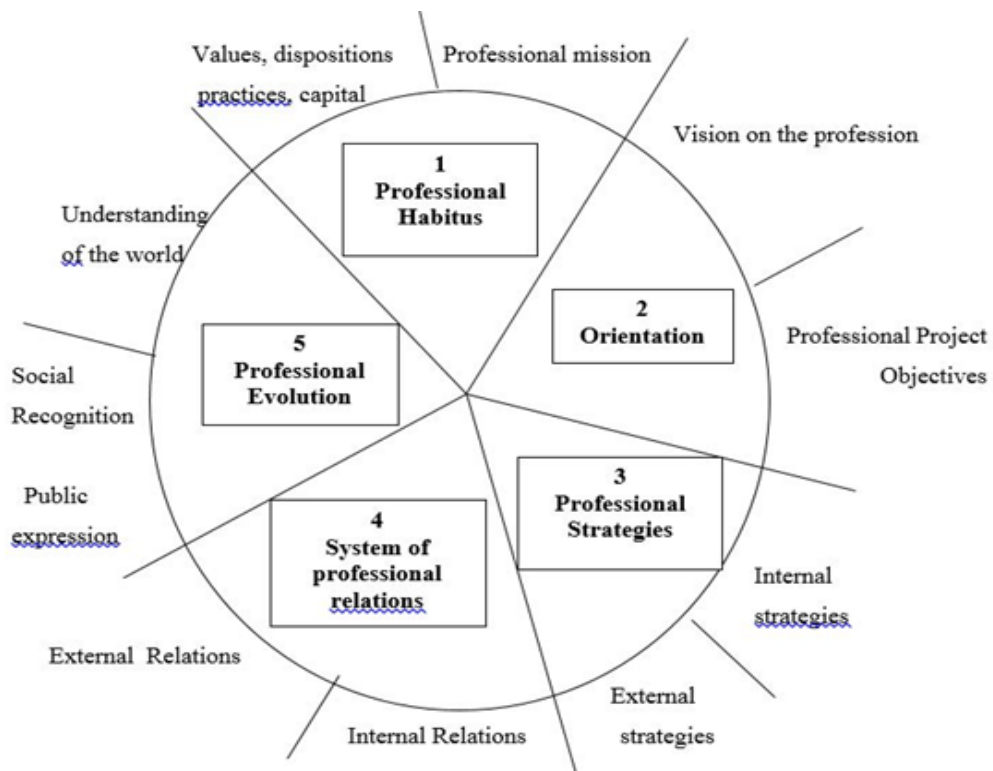 Values, dispositions
practices, capital
Professional mission
Vision on the profession
1
Professional
Habitus
Understanding
of the world
2
Orientation
Professional Project
Objectives
5
Professional
Evolution
Social
Recognition
3
Professional
Strategies
Public
expression
4
System of
professional
relations
Internal
strategies
External Relations
External
strategies
Internal Relations